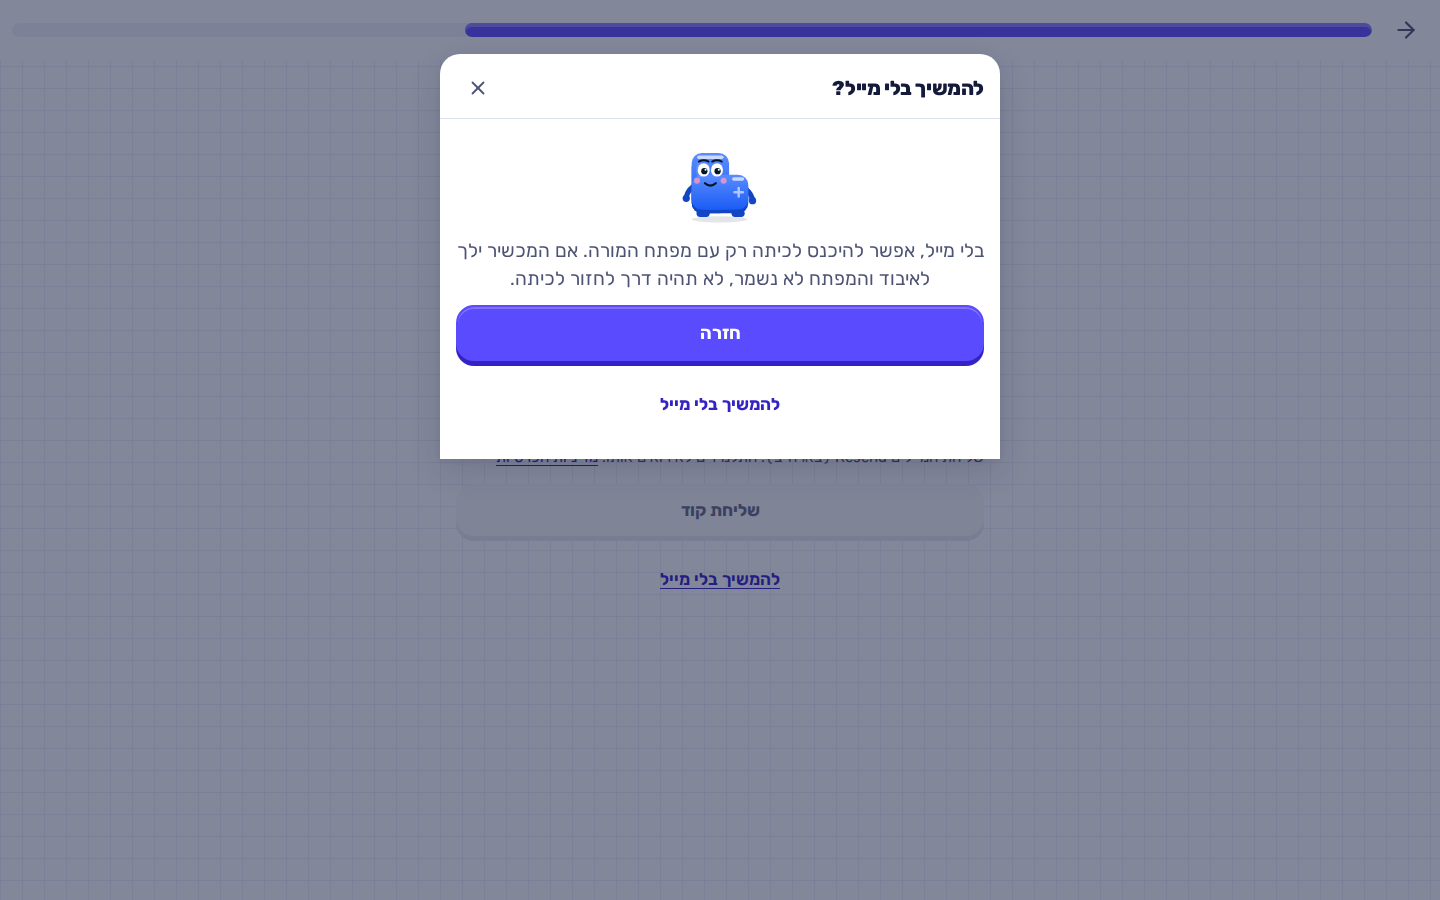 להמשיך בלי מייל?
בלי מייל, אפשר להיכנס לכיתה רק עם מפתח המורה. אם המכשיר ילך
לאיבוד והמפתח לא נשמר, לא תהיה דרך לחזור לכיתה.
חזרה
להמשיך בלי מייל
שליחת קוד
להמשיך בלי מייל